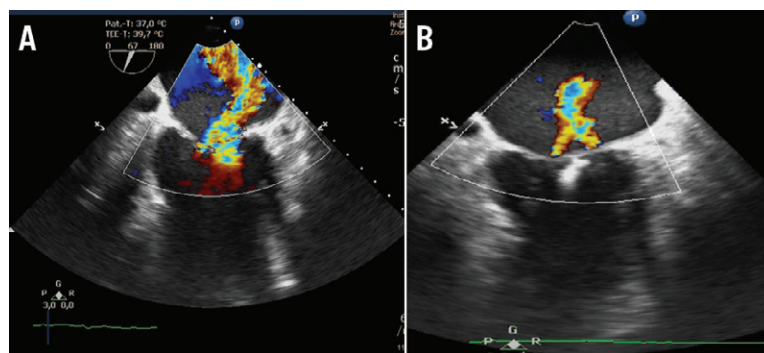 A
Pat.-T: 37,0 °C
TEE-T: 39,7 °C
0 67 180
P
c
m
/
s
x
x
G
P R
3,0 0,0
B
P
x
G
P R